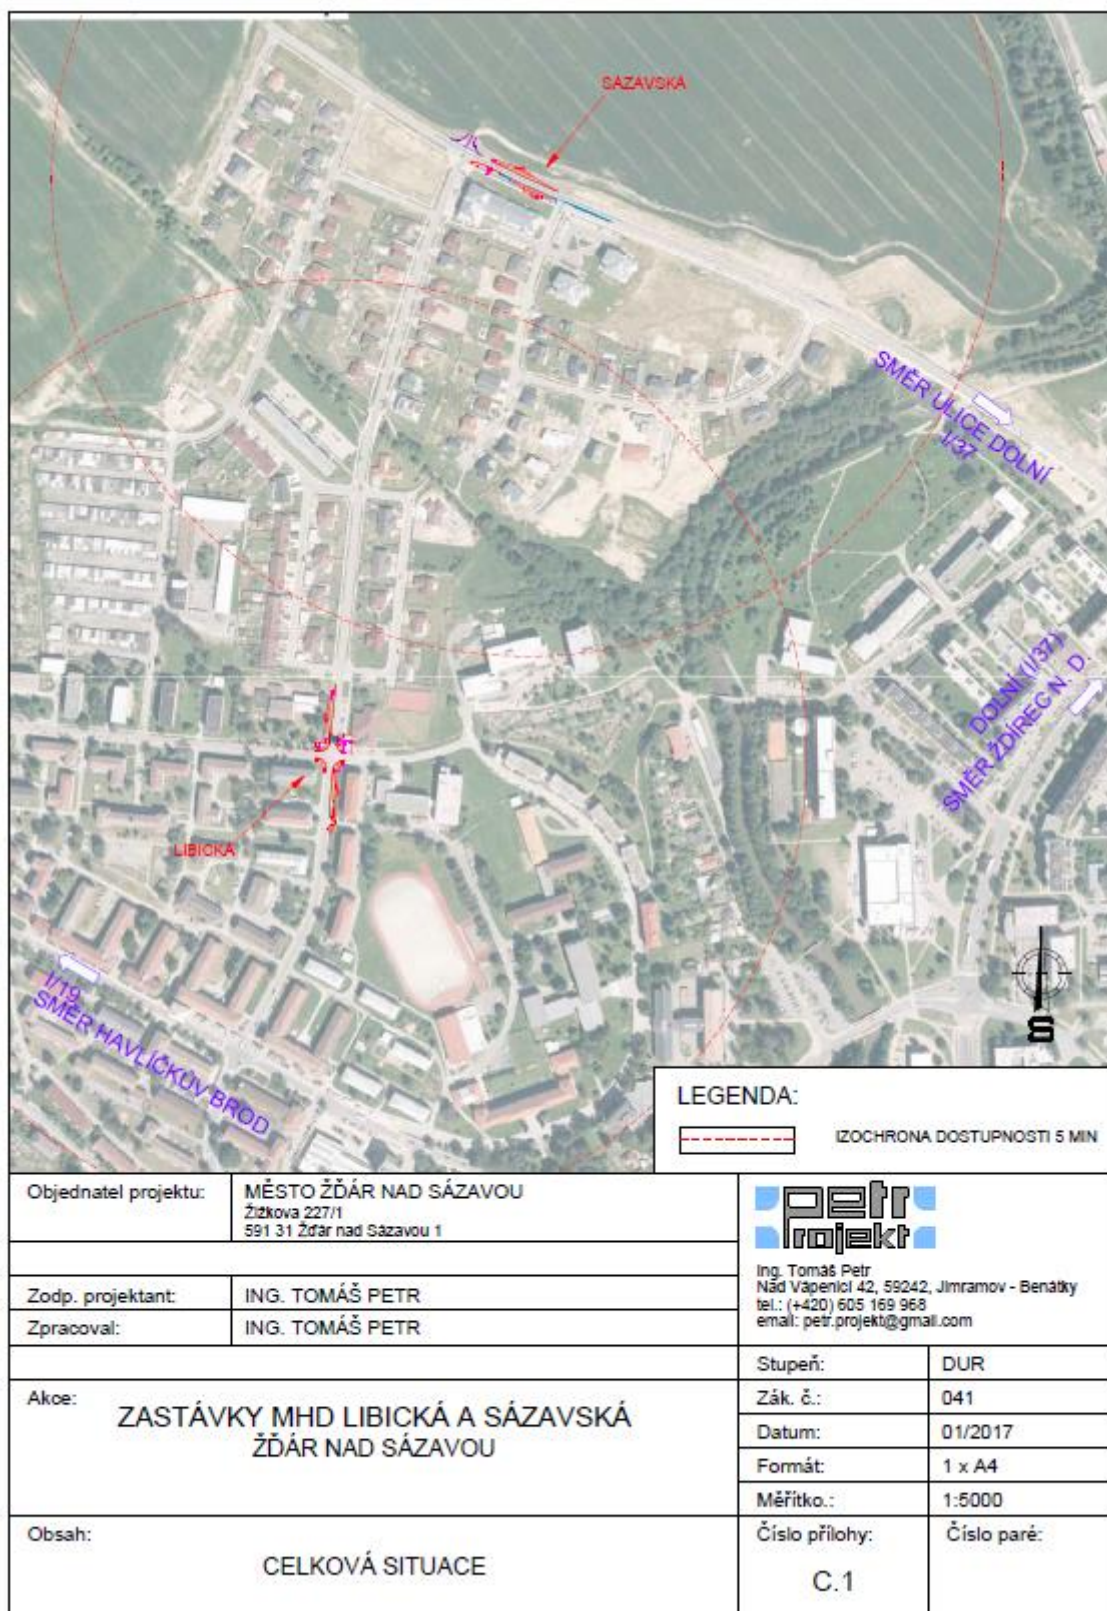 SÁZAVSKÁ
SMĚR ULICE DOLNÍ
I/37
DOLNÍ (I/37)
SMĚR ŽDÍREC N. D.
LIBICKÁ
I/19
SMĚR HAVLÍČKŮV BROD
S
LEGENDA:
IZOCHRONA DOSTUPNOSTI 5 MIN
Objednatel projektu:
MĚSTO ŽĎÁR NAD SÁZAVOU
Žižkova 227/1
591 31 Žďár nad Sázavou 1
Zodp. projektant:
ING. TOMÁŠ PETR
Zpracoval:
ING. TOMÁŠ PETR
petr
projekt
Ing. Tomáš Petr
Nad Vápenicí 42, 59242, Jimramov - Benátky
tel.: (+420) 605 169 968
email: petr.projekt@gmail.com
Akce:
ZASTÁVKY MHD LIBICKÁ A SÁZAVSKÁ
ŽĎÁR NAD SÁZAVOU
Stupeň: DUR
Zák. č.: 041
Datum: 01/2017
Formát: 1 x A4
Měřítko.: 1:5000
Obsah:
CELKOVÁ SITUACE
Číslo přílohy:
C.1
Číslo paré: